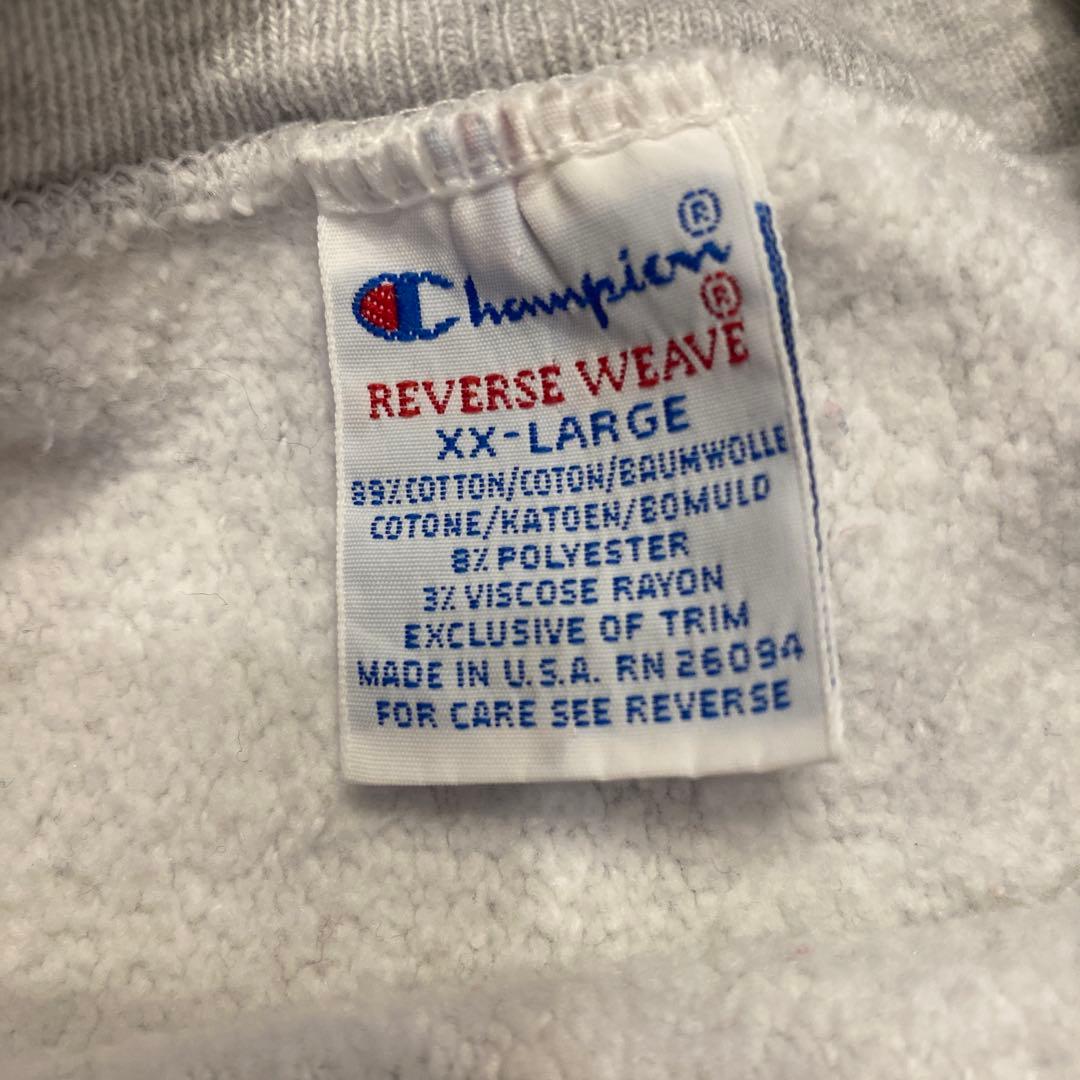 ®
Champion
®
REVERSE WEAVE
XX-LARGE
89% COTTON/COTON/BAUMWOLLE
COTONE/KATOEN/BOMULD
8% POLYESTER
3% VISCOSE RAYON
EXCLUSIVE OF TRIM
MADE IN U.S.A. RN 26094
FOR CARE SEE REVERSE